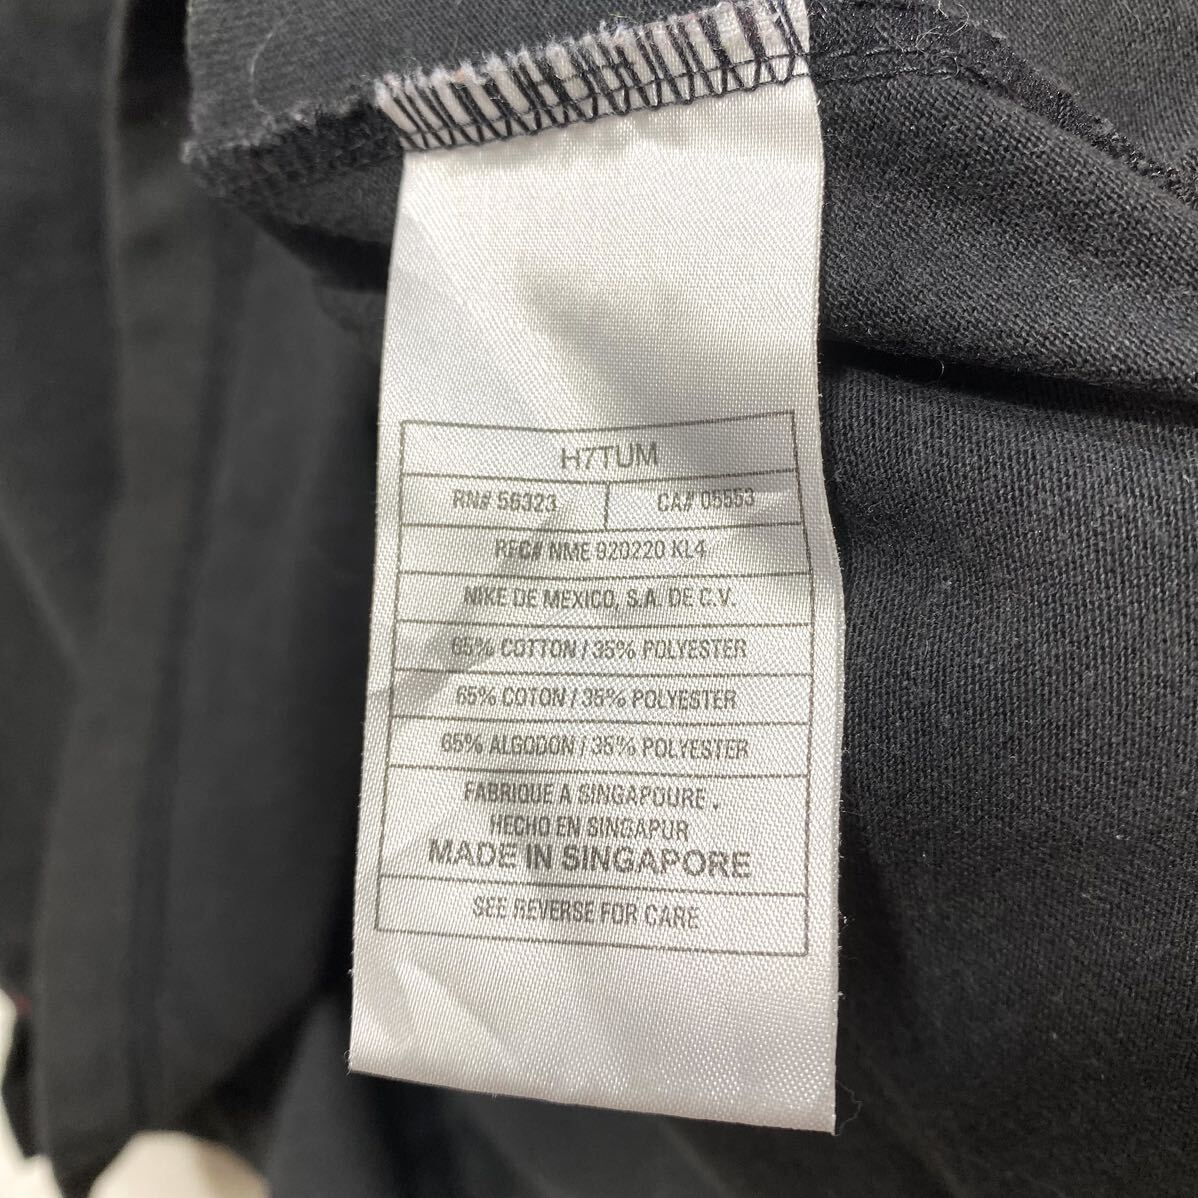 H7TUM
RN# 56323 CA# 05553
RFC# NME 920220 KL4
NIKE DE MEXICO, S.A. DE C.V.
65% COTTON / 35% POLYESTER
65% COTON / 35% POLYESTER
65% ALGODON / 35% POLYESTER
FABRIQUE A SINGAPOURE .
HECHO EN SINGAPUR
MADE IN SINGAPORE
SEE REVERSE FOR CARE